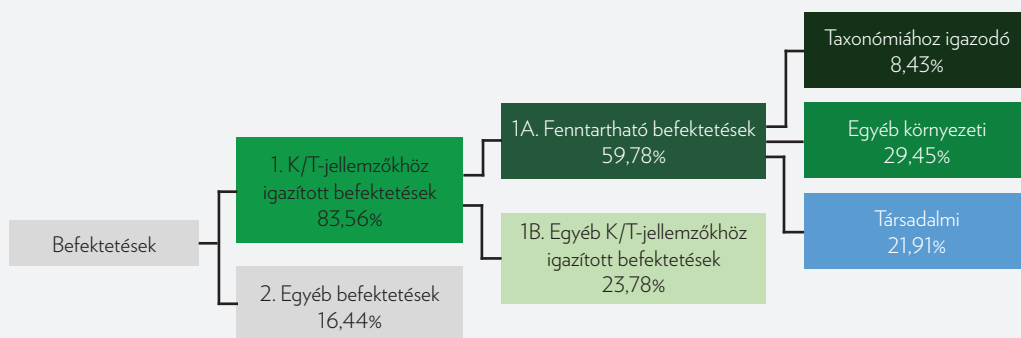 Befektetések
1. K/T-jellemzőkhöz
igazított befektetések
83,56%
2. Egyéb befektetések
16,44%
1A. Fenntartható befektetések
59,78%
1B. Egyéb K/T-jellemzőkhöz
igazított befektetések
23,78%
Taxonómiához igazodó
8,43%
Egyéb környezeti
29,45%
Társadalmi
21,91%